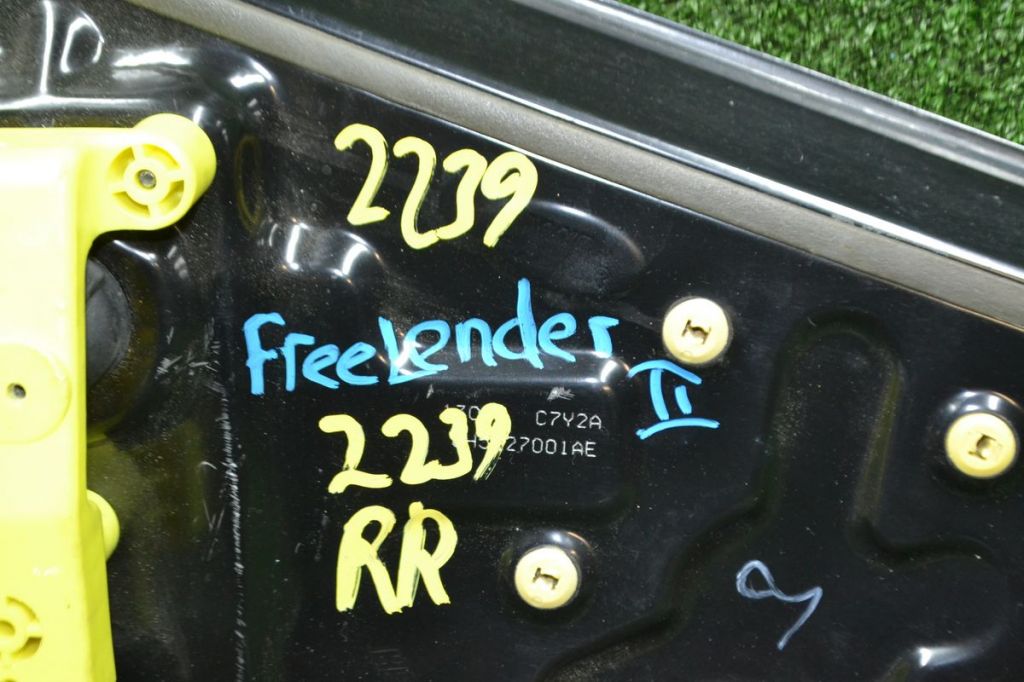 2239
Freelender II
C7Y2A
27001AE
2239
RR